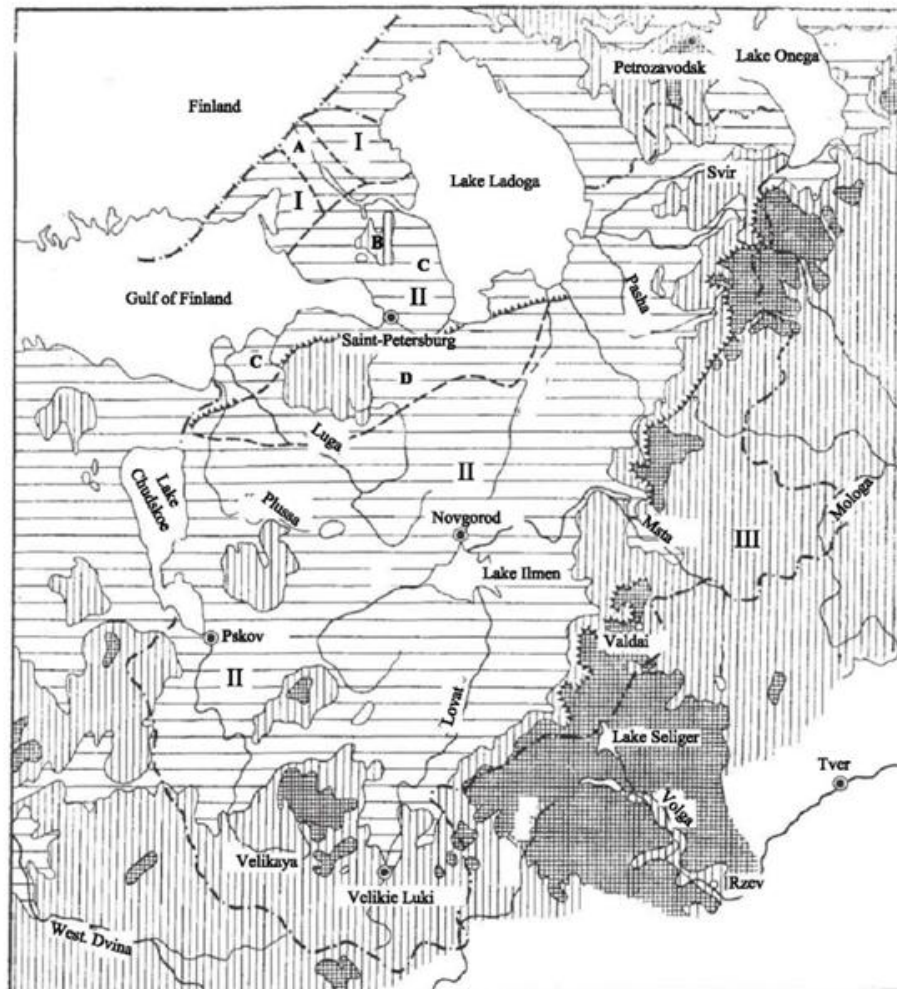 Petrozavodsk
Lake Onega
Finland
A
I
I
Lake Ladoga
Svir
B
C
Gulf of Finland
II
Pasha
Saint-Petersburg
C
D
Luga
Lake
Chudskoe
II
Plussa
Novgorod
Mologa
Msta
III
Lake Ilmen
Valdai
Pskov
II
Lovat
Lake Seliger
Tver
Volga
Velikaya
Rzev
Velikie Luki
West. Dvina